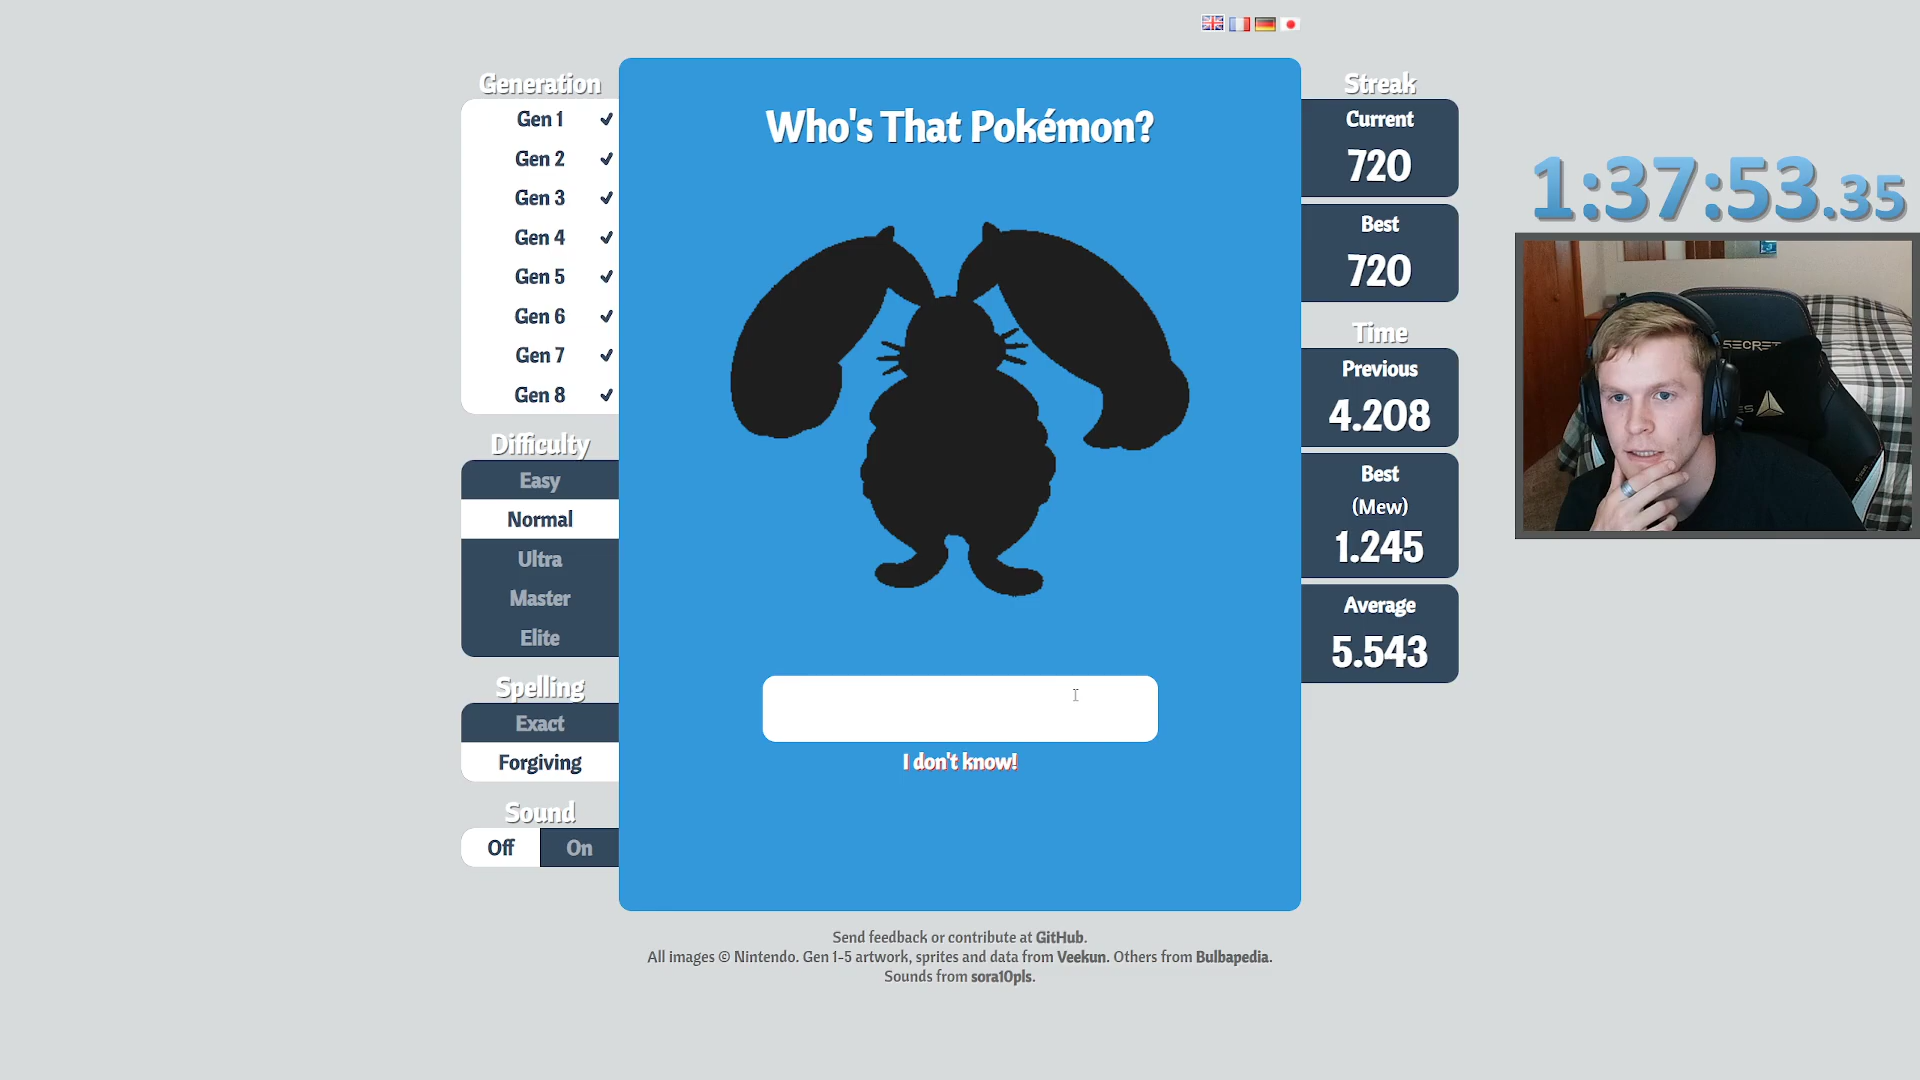 Generation
Gen 1
Gen 2
Gen 3
Gen 4
Gen 5
Gen 6
Gen 7
Gen 8
Difficulty
Easy
Normal
Ultra
Master
Elite
Spelling
Exact
Forgiving
Sound
Off On
Who's That Pokémon?
I don't know!
Streak
Current
720
Best
720
Time
Previous
4.208
Best
(Mew)
1.245
Average
5.543
1:37:53.35
SECRET
Send feedback or contribute at GitHub.
All images © Nintendo. Gen 1-5 artwork, sprites and data from Veekun. Others from Bulbapedia.
Sounds from sora10pls.